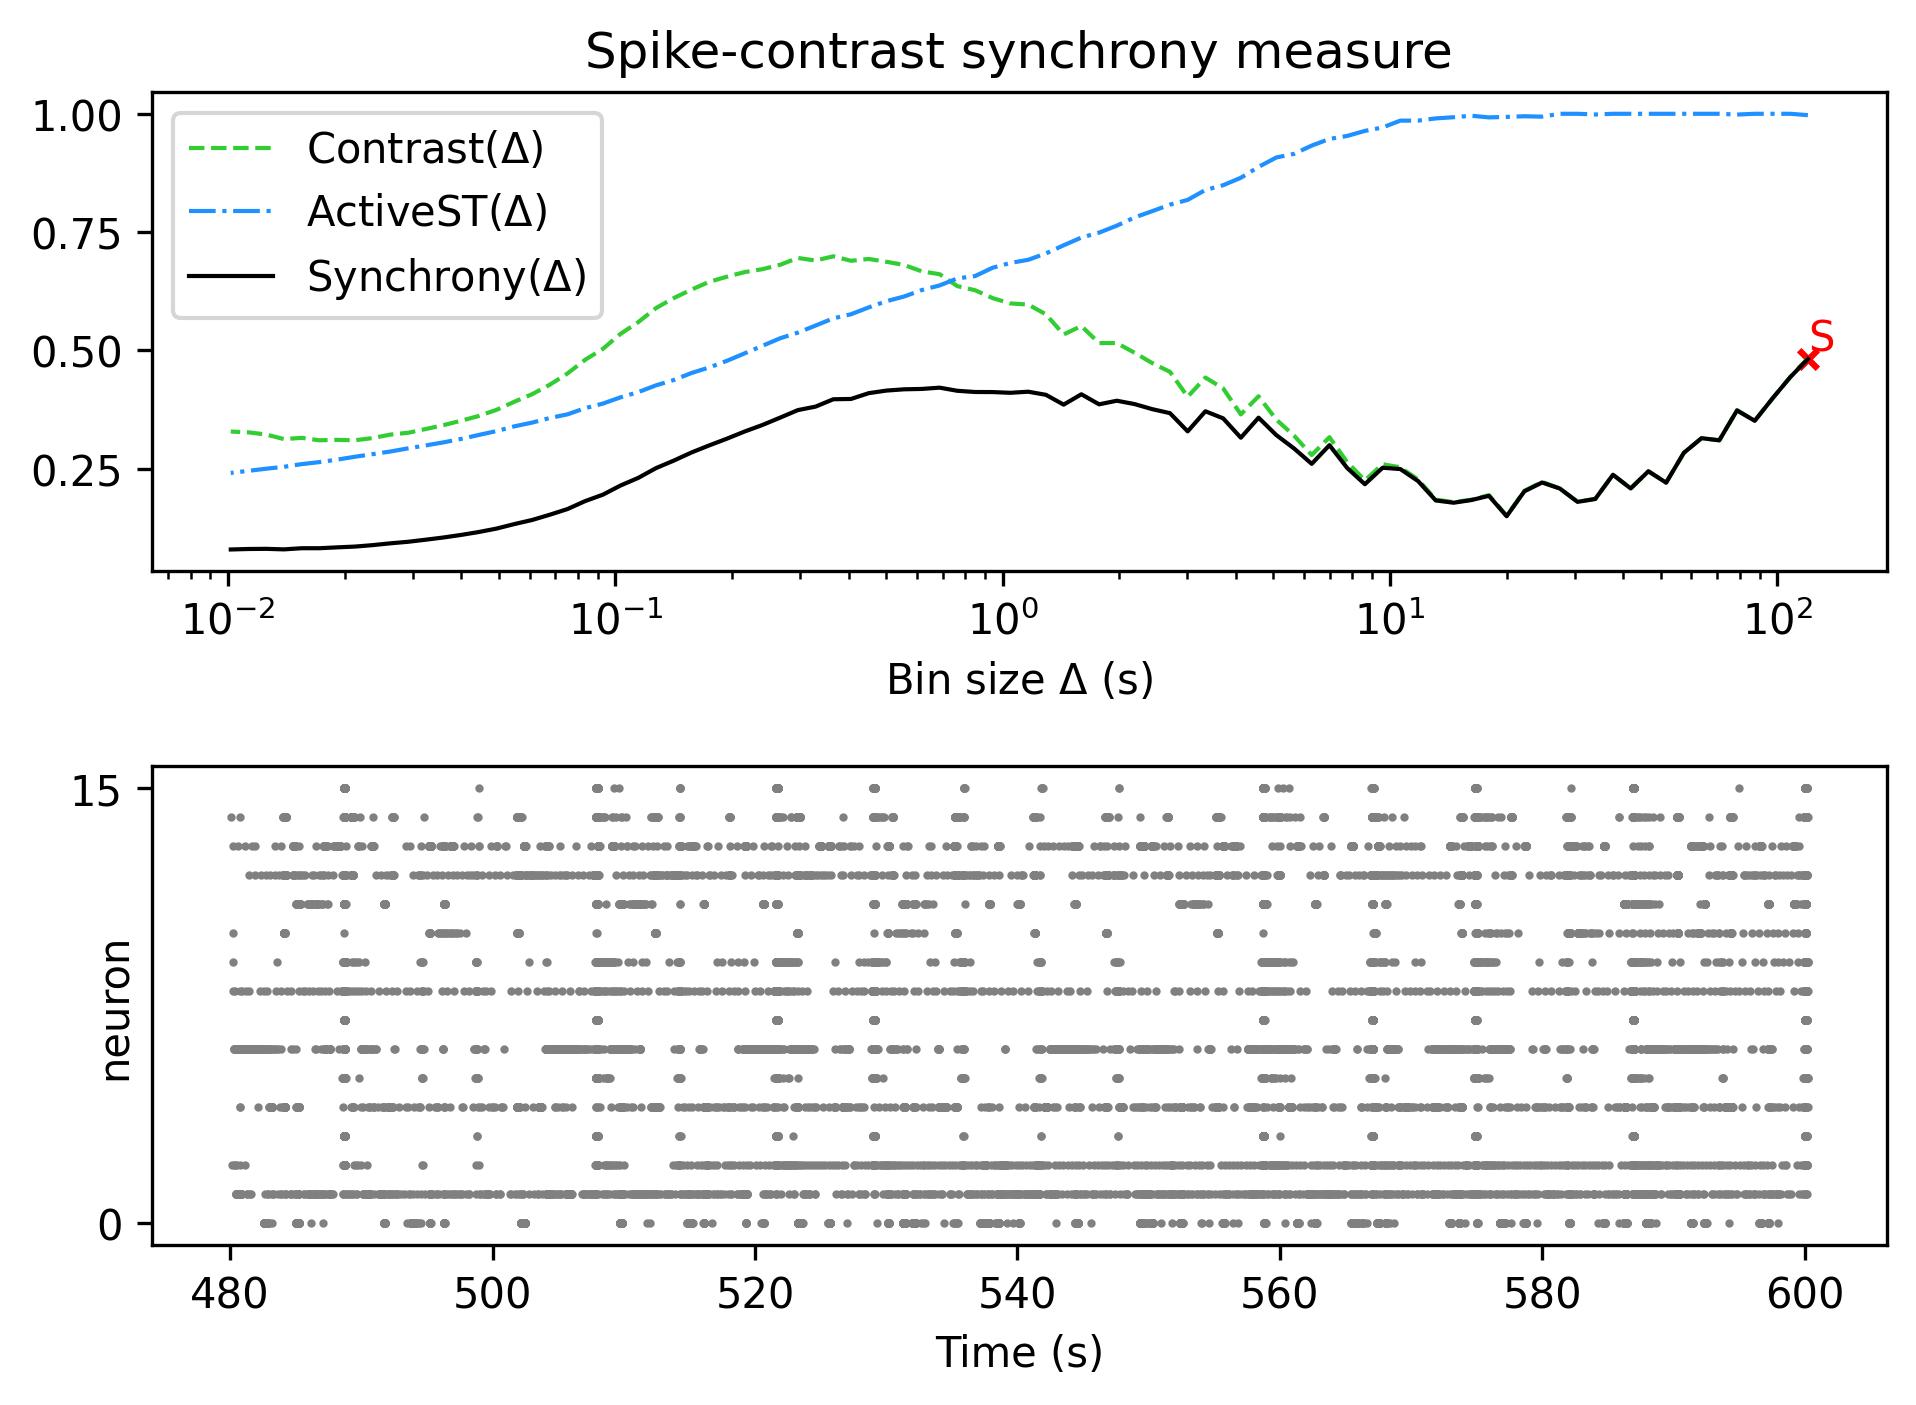 Spike-contrast synchrony measure
1.00
0.75
0.50
0.25
Contrast(Δ)
ActiveST(Δ)
Synchrony(Δ)
S
10⁻² 10⁻¹ 10⁰ 10¹ 10²
Bin size Δ (s)
15
0
neuron
480 500 520 540 560 580 600
Time (s)